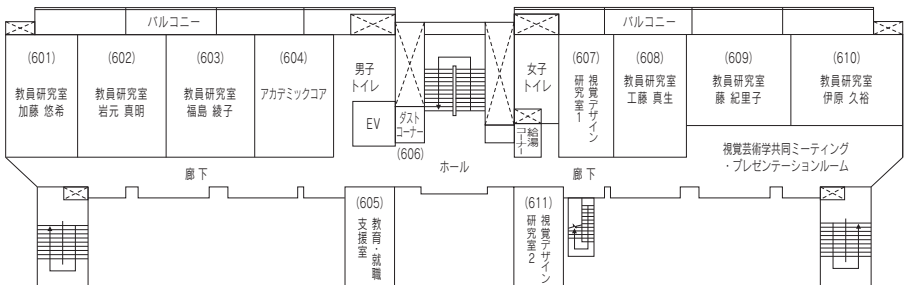 バルコニー
バルコニー
(601)
教員研究室
加藤 悠希
(602)
教員研究室
岩元 真明
(603)
教員研究室
福島 綾子
(604)
アカデミックコア
男子
トイレ
EV
ダスト
コーナー
(606)
ホール
女子
トイレ
給湯
コーナー
(607)
視覚デザイン
研究室1
(608)
教員研究室
工藤 真生
(609)
教員研究室
藤 紀里子
(610)
教員研究室
伊原 久裕
視覚芸術学共同ミーティング
・プレゼンテーションルーム
廊下
廊下
(605)
教育・就職
支援室
(611)
視覚デザイン
研究室2